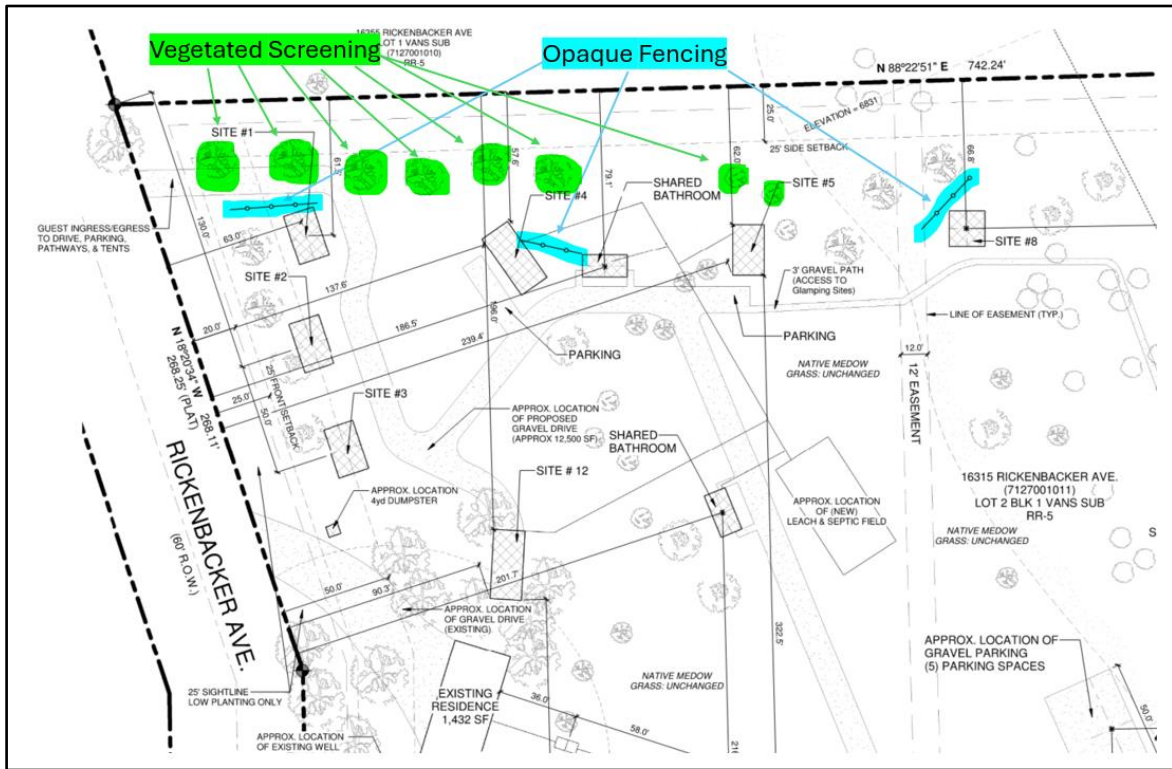 16355 RICKENBACKER AVE
LOT 1 VANS SUB
(7127001010)
RR-5
Vegetated Screening
Opaque Fencing
N 88°22'51" E 742.24'
ELEVATION = 6831
25.0'
25' SIDE SETBACK
SITE #1
61.5'
57.6'
SITE #4
79.1'
SHARED
BATHROOM
62.0'
SITE #5
66.8'
SITE #8
GUEST INGRESS/EGRESS
TO DRIVE, PARKING,
PATHWAYS, & TENTS
130.0'
63.0'
SITE #2
137.6'
196.0'
3' GRAVEL PATH
(ACCESS TO
Glamping Sites)
LINE OF EASEMENT (TYP.)
20.0'
186.5'
239.4'
PARKING
PARKING
NATIVE MEDOW
GRASS: UNCHANGED
12.0'
12' EASEMENT
N 18°20'34" W 268.11'
268.25' (PLAT)
25.0'
25' FRONT SETBACK
50.0'
SITE #3
APPROX. LOCATION
OF PROPOSED
GRAVEL DRIVE
(APPROX 12,500 SF)
SHARED
BATHROOM
SITE # 12
RICKENBACKER AVE.
(60' R.O.W.)
APPROX. LOCATION
4yd DUMPSTER
APPROX. LOCATION
OF (NEW)
LEACH & SEPTIC FIELD
16315 RICKENBACKER AVE.
(7127001011)
LOT 2 BLK 1 VANS SUB
RR-5
NATIVE MEDOW
GRASS: UNCHANGED
S
50.0'
90.3'
201.7'
APPROX. LOCATION
OF GRAVEL DRIVE
(EXISTING)
322.5'
APPROX. LOCATION OF
GRAVEL PARKING
(5) PARKING SPACES
25' SIGHTLINE
LOW PLANTING ONLY
EXISTING
RESIDENCE
1,432 SF
NATIVE MEDOW
GRASS: UNCHANGED
36.0'
58.0'
50.0'
APPROX. LOCATION
OF EXISTING WELL